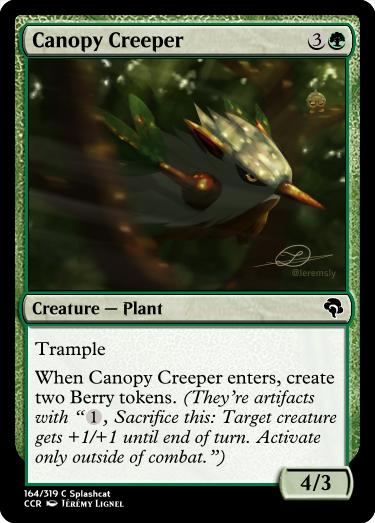 Canopy Creeper 3
@leremsly
Creature — Plant
Trample
When Canopy Creeper enters, create
two Berry tokens. (They're artifacts
with “1, Sacrifice this: Target creature
gets +1/+1 until end of turn. Activate
only outside of combat.”)
4/3
164/319 C Splashcat
CCR Térémy Lignel